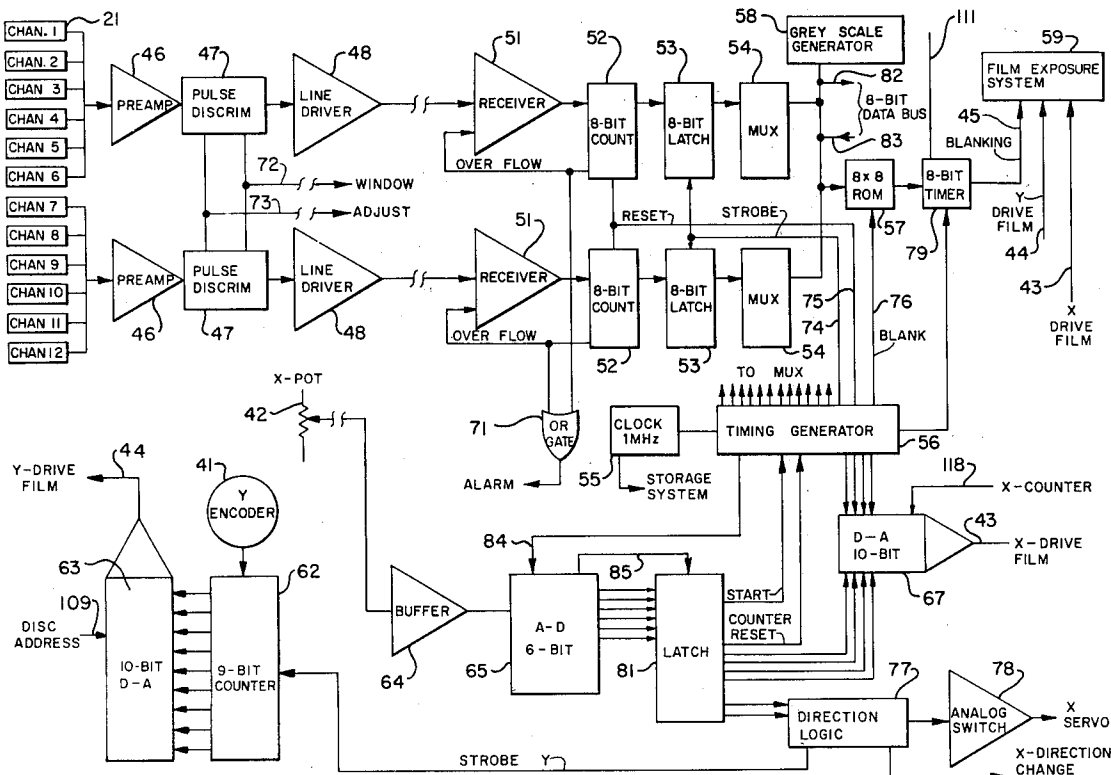 CHAN. 1
CHAN. 2
CHAN 3
CHAN 4
CHAN 5
CHAN 6
CHAN 7
CHAN 8
CHAN 9
CHAN 10
CHAN 11
CHAN 12
21
46
PREAMP
47
PULSE
DISCRIM
48
LINE
DRIVER
51
RECEIVER
OVER FLOW
52
8-BIT
COUNT
53
8-BIT
LATCH
54
MUX
58
GREY SCALE
GENERATOR
82
8-BIT
DATA BUS
83
111
59
FILM EXPOSURE
SYSTEM
45
BLANKING
72
WINDOW
73
ADJUST
RESET
STROBE
8 x 8
ROM
57
8-BIT
TIMER
79
Y
DRIVE
FILM
44
43
X
DRIVE
FILM
PREAMP
46
PULSE
DISCRIM
47
LINE
DRIVER
48
51
RECEIVER
OVER FLOW
8-BIT
COUNT
52
8-BIT
LATCH
53
MUX
54
75
74
76
BLANK
TO MUX
X-POT
42
71
OR
GATE
ALARM
CLOCK
1MHz
55
STORAGE
SYSTEM
TIMING GENERATOR
56
118
X-COUNTER
D-A
10-BIT
67
43
X-DRIVE
FILM
44
Y-DRIVE
FILM
41
Y
ENCODER
63
62
109
DISC
ADDRESS
10-BIT
D-A
9-BIT
COUNTER
BUFFER
64
84
85
A-D
6-BIT
65
LATCH
81
START
COUNTER
RESET
77
DIRECTION
LOGIC
78
ANALOG
SWITCH
X
SERVO
STROBE Y
X-DIRECTION
CHANGE